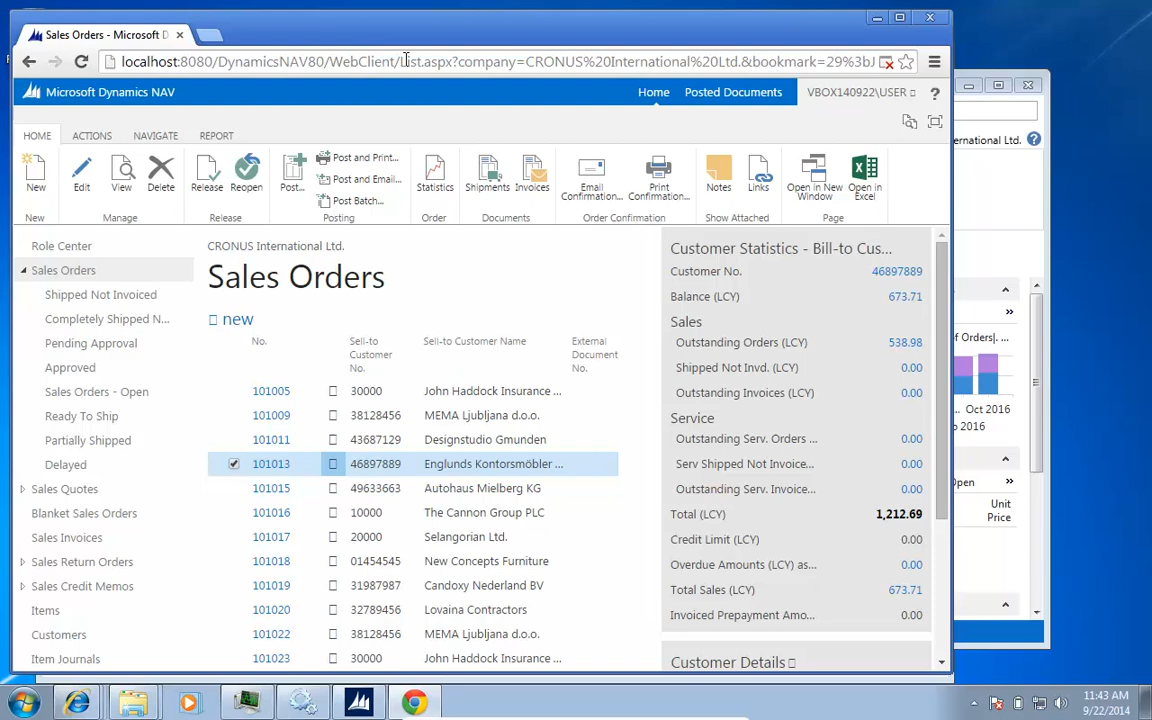 Sales Orders - Microsoft D
localhost:8080/DynamicsNAV80/WebClient/List.aspx?company=CRONUS%20International%20Ltd.&bookmark=29%3bJ
Microsoft Dynamics NAV
Home
Posted Documents
VBOX140922\USER
?
HOME
ACTIONS
NAVIGATE
REPORT
ernational Ltd.
New
Edit
View
Delete
Release
Reopen
Post...
Post and Print...
Post and Email...
Post Batch...
Statistics
Shipments
Invoices
Email Confirmation...
Print Confirmation...
Notes
Links
Open in New Window
Open in Excel
New
Manage
Release
Posting
Order
Documents
Order Confirmation
Show Attached
Page
Role Center
Sales Orders
Shipped Not Invoiced
Completely Shipped N...
Pending Approval
Approved
Sales Orders - Open
Ready To Ship
Partially Shipped
Delayed
Sales Quotes
Blanket Sales Orders
Sales Invoices
Sales Return Orders
Sales Credit Memos
Items
Customers
Item Journals
CRONUS International Ltd.
Sales Orders
new
No. Sell-to Customer No. Sell-to Customer Name External Document No.
101005 30000 John Haddock Insurance ...
101009 38128456 MEMA Ljubljana d.o.o.
101011 43687129 Designstudio Gmunden
101013 46897889 Englunds Kontorsmöbler ...
101015 49633663 Autohaus Mielberg KG
101016 10000 The Cannon Group PLC
101017 20000 Selangorian Ltd.
101018 01454545 New Concepts Furniture
101019 31987987 Candoxy Nederland BV
101020 32789456 Lovaina Contractors
101022 38128456 MEMA Ljubljana d.o.o.
101023 30000 John Haddock Insurance ...
Customer Statistics - Bill-to Cus...
Customer No. 46897889
Balance (LCY) 673.71
Sales
Outstanding Orders (LCY) 538.98
Shipped Not Invd. (LCY) 0.00
Outstanding Invoices (LCY) 0.00
Service
Outstanding Serv. Orders ... 0.00
Serv Shipped Not Invoice... 0.00
Outstanding Serv. Invoice... 0.00
Total (LCY) 1,212.69
Credit Limit (LCY) 0.00
Overdue Amounts (LCY) as... 0.00
Total Sales (LCY) 673.71
Invoiced Prepayment Amo... 0.00
Customer Details
of Orders|.
Oct 2016
p 2016
Open
Unit
Price
11:43 AM
9/22/2014